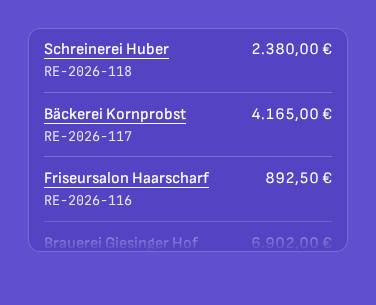 Schreinerei Huber 2.380,00 €
RE-2026-118
Bäckerei Kornprobst 4.165,00 €
RE-2026-117
Friseursalon Haarscharf 892,50 €
RE-2026-116
Brauerei Giesinger Hof 6.902,00 €